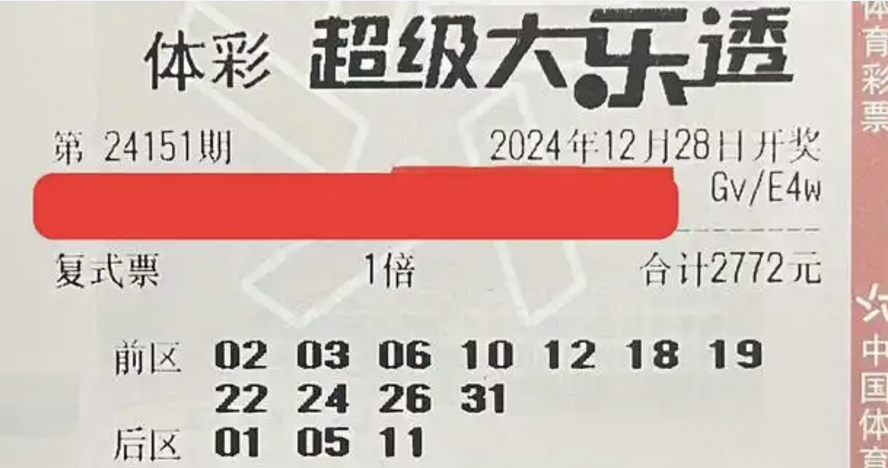 体彩 超级大乐透
第 24151期 2024年12月28日开奖
Gv/E4w
复式票 1倍 合计2772元
前区 02 03 06 10 12 18 19
22 24 26 31
后区 01 05 11
体育彩票
中国体育